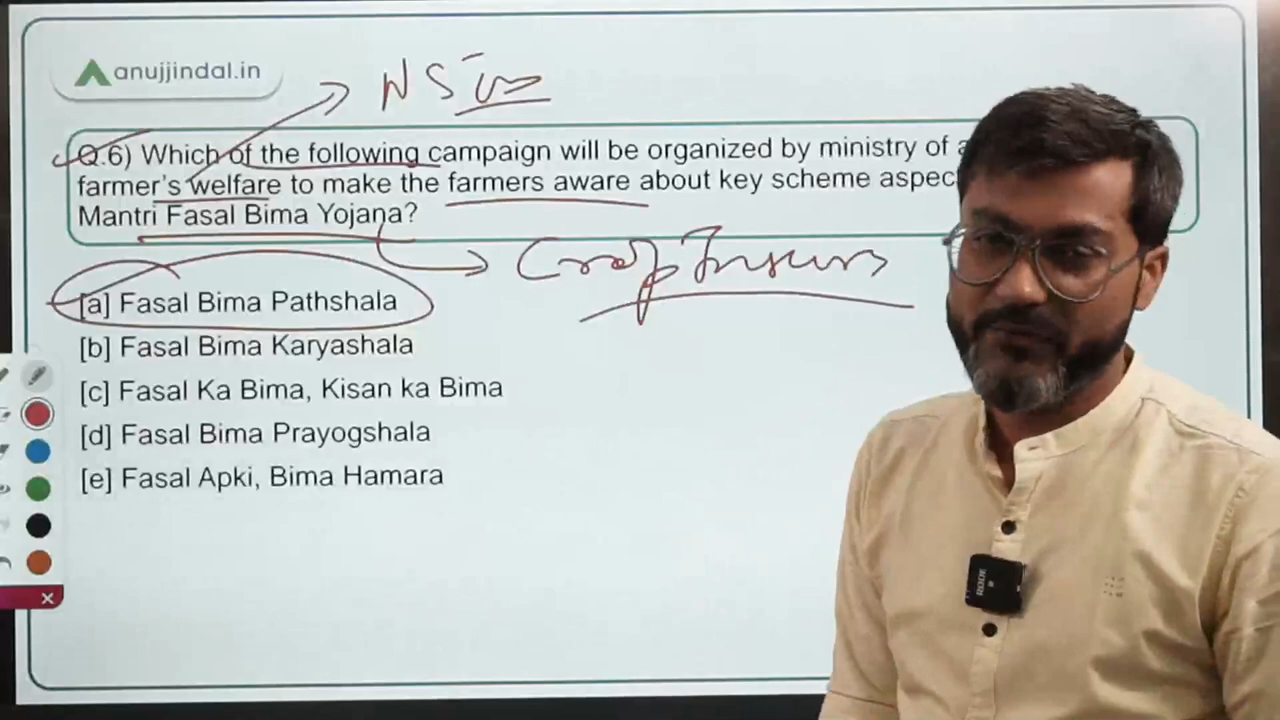 anujjindal.in
N S
Q.6) Which of the following campaign will be organized by ministry of
farmer's welfare to make the farmers aware about key scheme aspec
Mantri Fasal Bima Yojana?
Crop Insurs
[a] Fasal Bima Pathshala
[b] Fasal Bima Karyashala
[c] Fasal Ka Bima, Kisan ka Bima
[d] Fasal Bima Prayogshala
[e] Fasal Apki, Bima Hamara
RODE